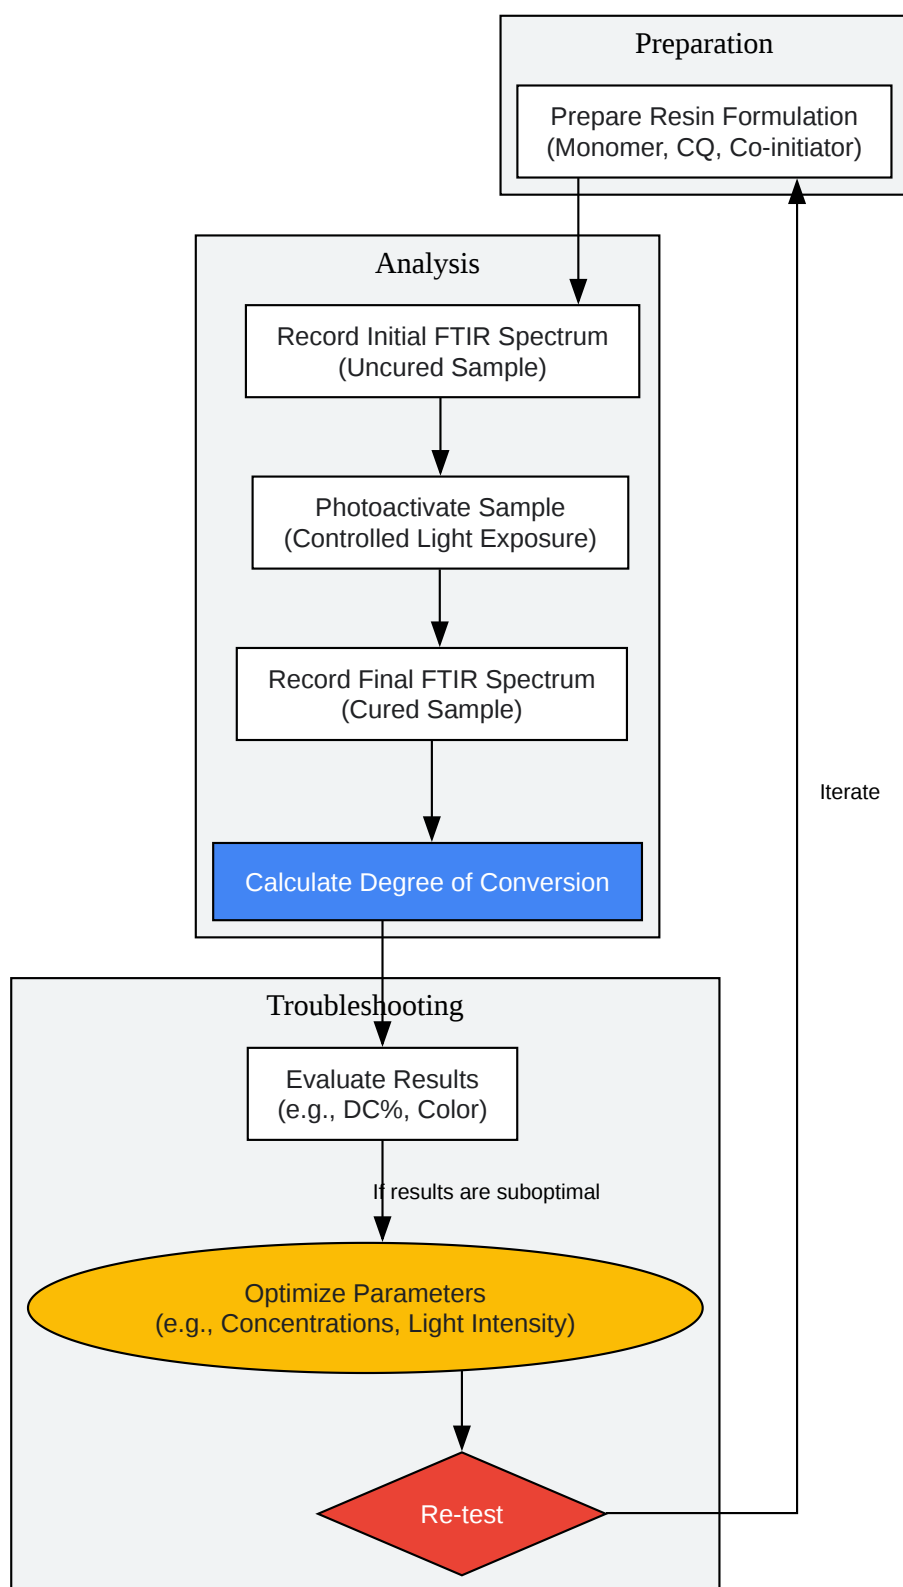 Preparation
Prepare Resin Formulation
(Monomer, CQ, Co-initiator)
Analysis
Record Initial FTIR Spectrum
(Uncured Sample)
Photoactivate Sample
(Controlled Light Exposure)
Record Final FTIR Spectrum
(Cured Sample)
Iterate
Calculate Degree of Conversion
Troubleshooting
Evaluate Results
(e.g., DC%, Color)
If results are suboptimal
Optimize Parameters
(e.g., Concentrations, Light Intensity)
Re-test